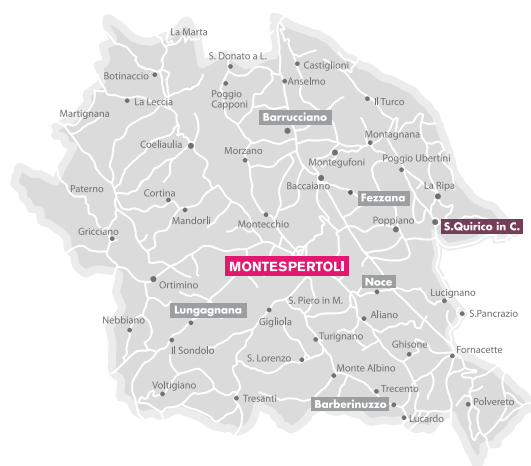 La Marta
S. Donato a L.
Castiglioni
Botinaccio
Anselmo
Poggio
Capponi
La Leccia
Il Turco
Martignana
Barrucciano
Montagnana
Coeliaulia
Morzano
Montegufoni
Poggio Ubertini
Baccaiano
La Ripa
Paterno
Cortina
Fezzana
Mandorli
Montecchio
Poppiano
S.Quirico in C.
Gricciano
MONTESPERTOLI
Ortimino
Noce
Lucignano
S. Piero in M.
Lungagnana
Gigliola
Aliano
S.Pancrazio
Nebbiano
Turignano
Il Sondolo
Ghisone
Fornacette
S. Lorenzo
Monte Albino
Voltigiano
Trecento
Tresanti
Barberinuzzo
Polvereto
Lucardo